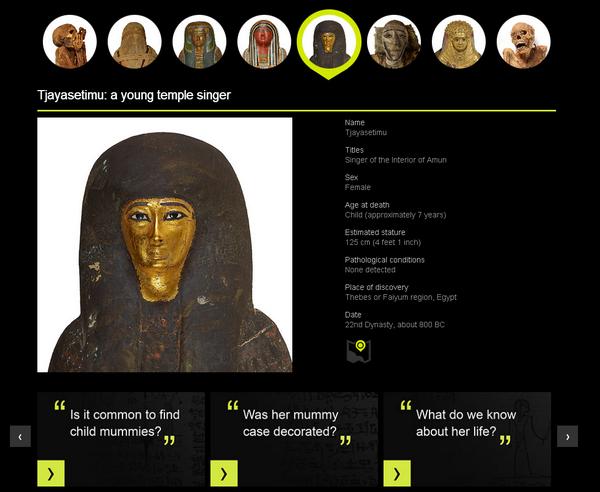 Tjayasetimu: a young temple singer
Name
Tjayasetimu
Titles
Singer of the Interior of Amun
Sex
Female
Age at death
Child (approximately 7 years)
Estimated stature
125 cm (4 feet 1 inch)
Pathological conditions
None detected
Place of discovery
Thebes or Faiyum region, Egypt
Date
22nd Dynasty, about 800 BC
“ Is it common to find
child mummies? ”
“ Was her mummy
case decorated? ”
“ What do we know
about her life? ”